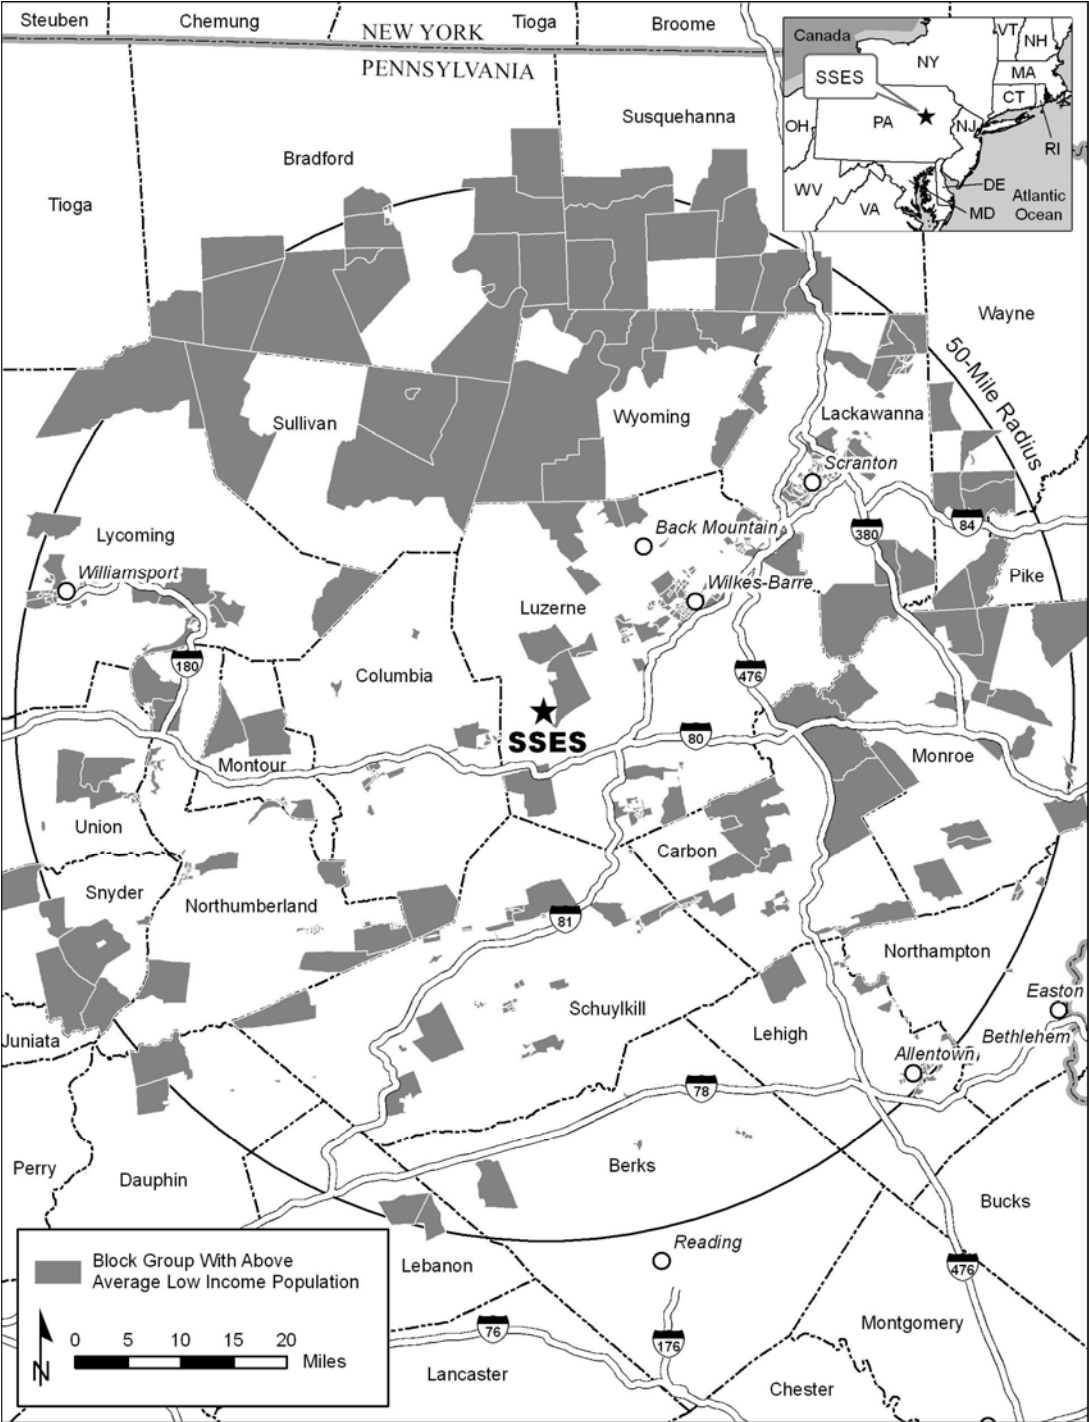 Steuben
Chemung
Tioga
Broome
NEW YORK
PENNSYLVANIA
Canada
VT
NH
NY
MA
SSES
CT
PA
OH
NJ
RI
WV
DE
VA
MD
Atlantic
Ocean
Susquehanna
Bradford
Tioga
Wayne
50-Mile Radius
Sullivan
Wyoming
Lackawanna
Scranton
Lycoming
Back Mountain
380
84
Williamsport
Wilkes-Barre
Pike
Luzerne
180
Columbia
476
SSES
80
Montour
Monroe
Union
Carbon
Snyder
Northumberland
81
Northampton
Easton
Schuylkill
Juniata
Lehigh
Bethlehem
Allentown
78
Perry
Dauphin
Berks
Bucks
Reading
Block Group With Above
Average Low Income Population
Lebanon
476
0 5 10 15 20
Miles
N
76
176
Montgomery
Lancaster
Chester